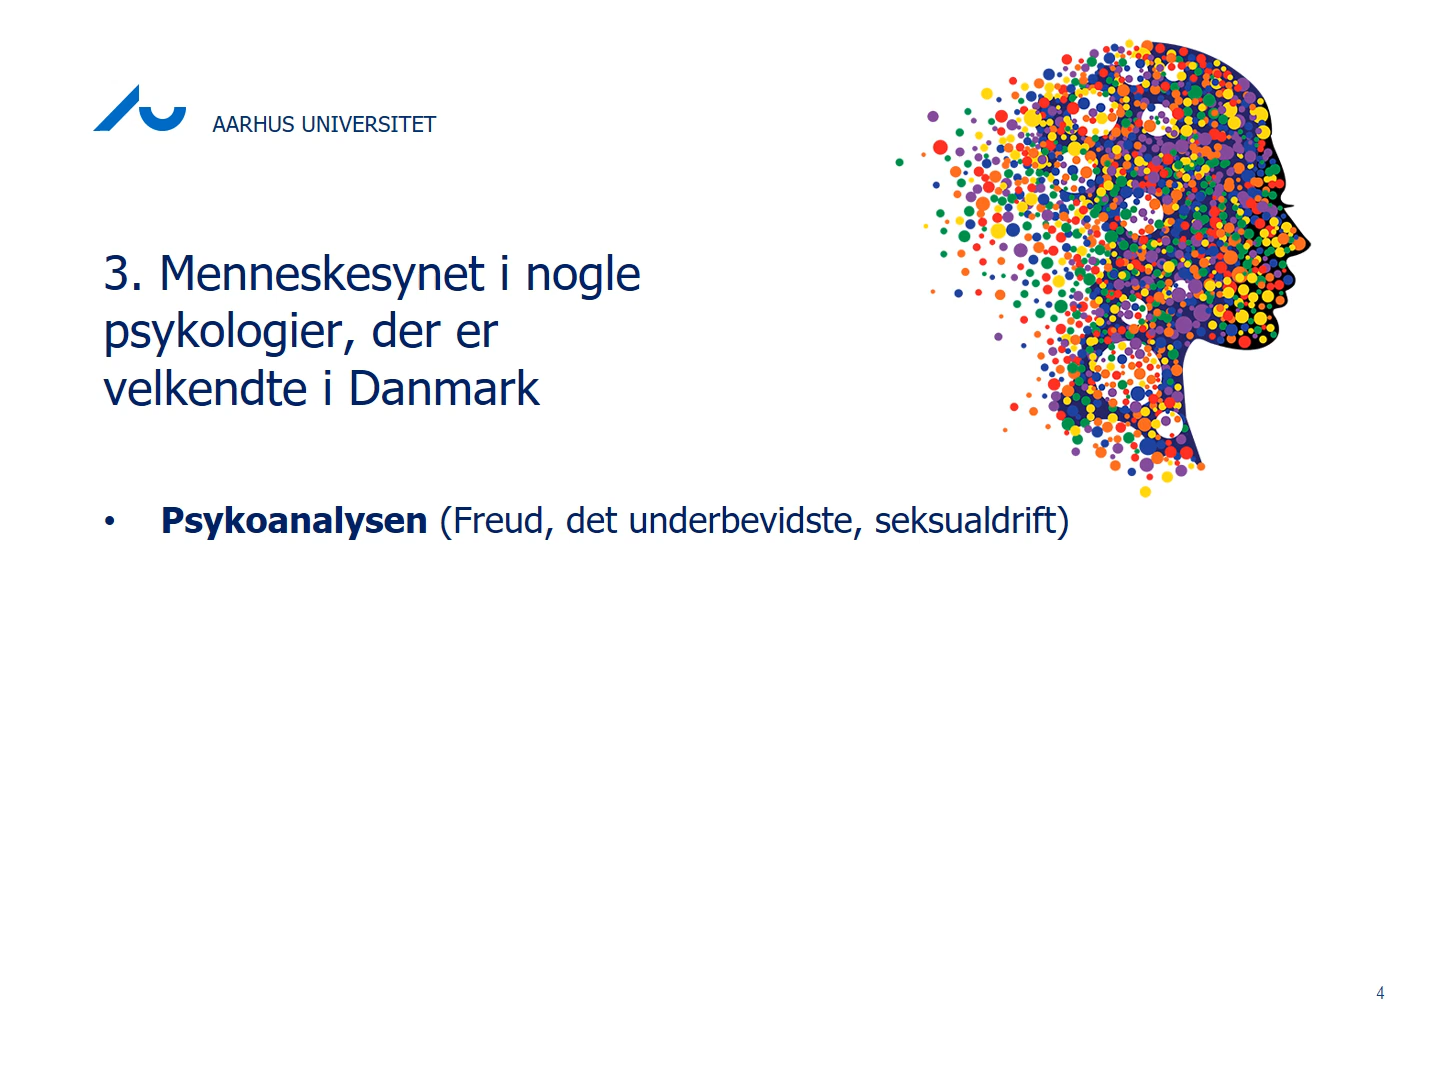 AARHUS UNIVERSITET
3. Menneskesynet i nogle
psykologier, der er
velkendte i Danmark
• Psykoanalysen (Freud, det underbevidste, seksualdrift)
4